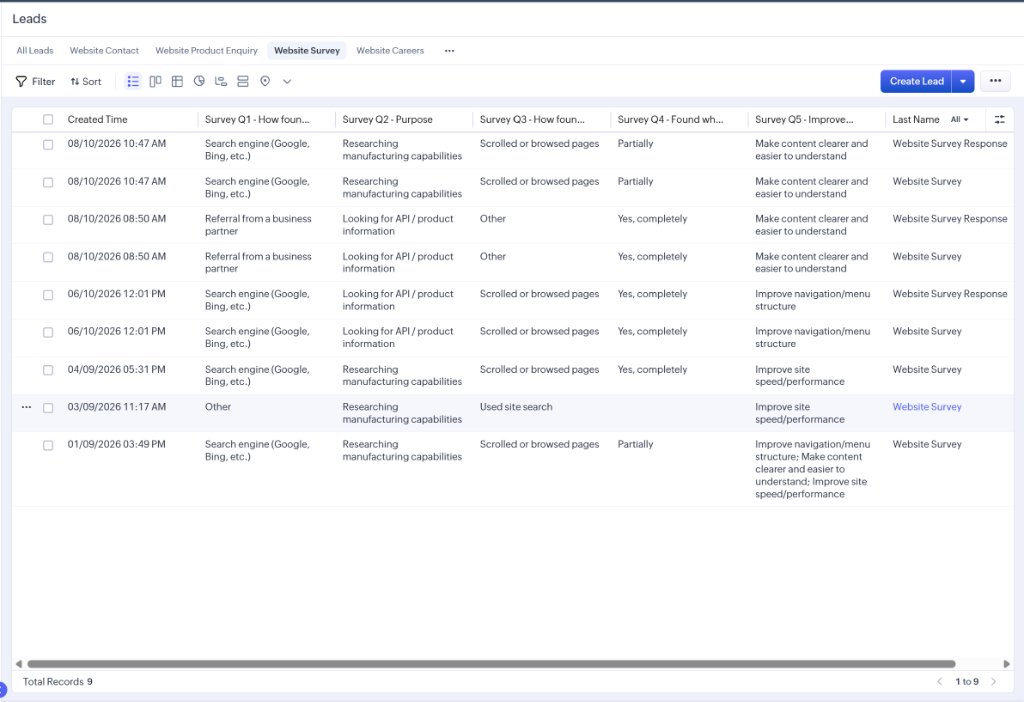 Leads
All Leads Website Contact Website Product Enquiry Website Survey Website Careers ...
Filter Sort Create Lead ...
Created Time Survey Q1 - How foun... Survey Q2 - Purpose Survey Q3 - How foun... Survey Q4 - Found wh... Survey Q5 - Improve... Last Name All
08/10/2026 10:47 AM Search engine (Google, Researching Scrolled or browsed pages Partially Make content clearer and Website Survey Response
Bing, etc.) manufacturing capabilities easier to understand
08/10/2026 10:47 AM Search engine (Google, Researching Scrolled or browsed pages Partially Make content clearer and Website Survey
Bing, etc.) manufacturing capabilities easier to understand
08/10/2026 08:50 AM Referral from a business Looking for API / product Other Yes, completely Make content clearer and Website Survey Response
partner information easier to understand
08/10/2026 08:50 AM Referral from a business Looking for API / product Other Yes, completely Make content clearer and Website Survey
partner information easier to understand
06/10/2026 12:01 PM Search engine (Google, Looking for API / product Scrolled or browsed pages Yes, completely Improve navigation/menu Website Survey Response
Bing, etc.) information structure
06/10/2026 12:01 PM Search engine (Google, Looking for API / product Scrolled or browsed pages Yes, completely Improve navigation/menu Website Survey
Bing, etc.) information structure
04/09/2026 05:31 PM Search engine (Google, Researching Scrolled or browsed pages Yes, completely Improve site Website Survey
Bing, etc.) manufacturing capabilities speed/performance
... 03/09/2026 11:17 AM Other Researching Used site search Improve site Website Survey
manufacturing capabilities speed/performance
01/09/2026 03:49 PM Search engine (Google, Researching Scrolled or browsed pages Partially Improve navigation/menu Website Survey
Bing, etc.) manufacturing capabilities structure; Make content
clearer and easier to
understand; Improve site
speed/performance
Total Records 9 1 to 9